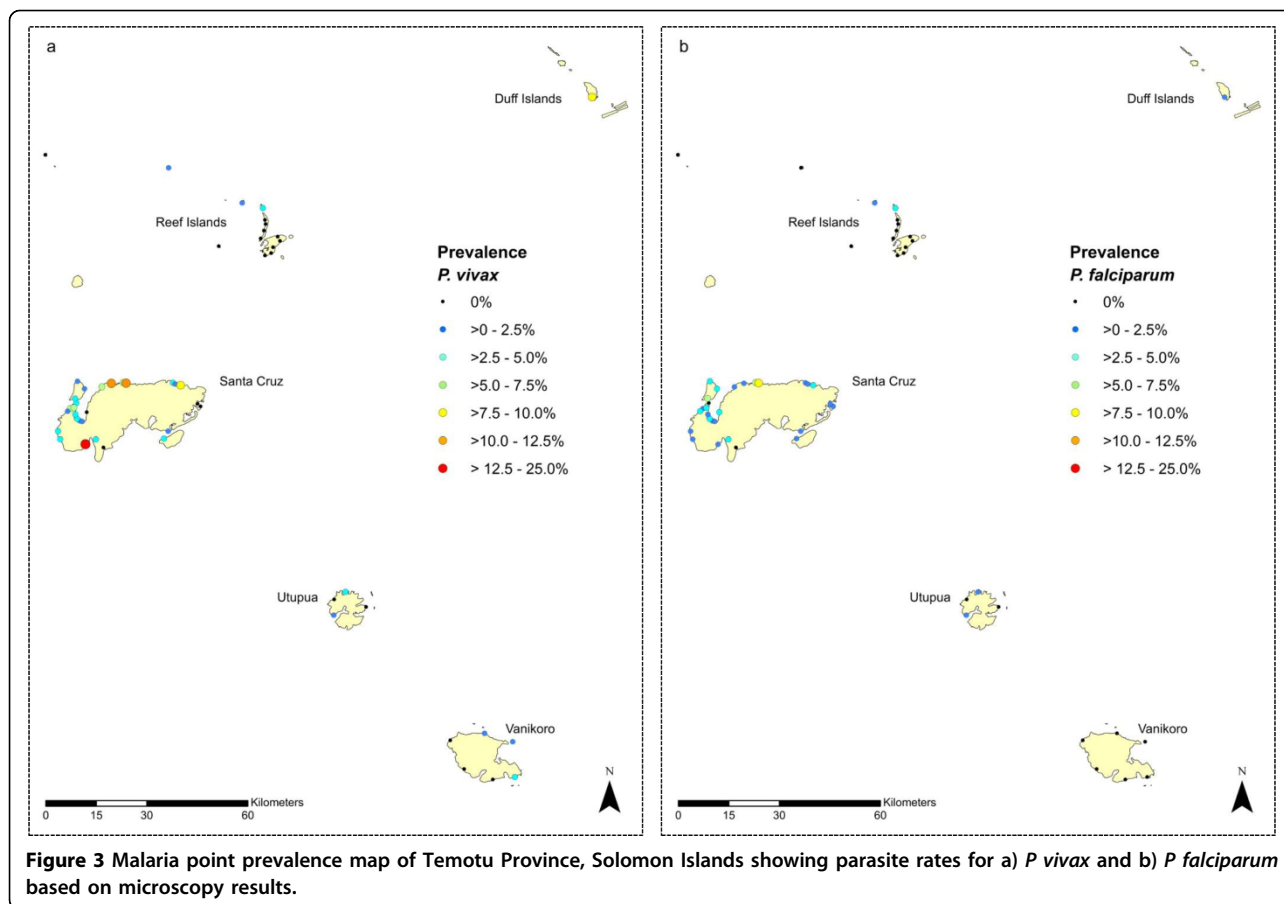 a
Duff Islands
Reef Islands
Prevalence
P. vivax
0%
>0 - 2.5%
>2.5 - 5.0%
>5.0 - 7.5%
>7.5 - 10.0%
>10.0 - 12.5%
> 12.5 - 25.0%
Santa Cruz
Utupua
Vanikoro
N
Kilometers
0 15 30 60
b
Duff Islands
Reef Islands
Prevalence
P. falciparum
0%
>0 - 2.5%
>2.5 - 5.0%
>5.0 - 7.5%
>7.5 - 10.0%
>10.0 - 12.5%
> 12.5 - 25.0%
Santa Cruz
Utupua
Vanikoro
N
Kilometers
0 15 30 60
Figure 3 Malaria point prevalence map of Temotu Province, Solomon Islands showing parasite rates for a) P vivax and b) P falciparum
based on microscopy results.